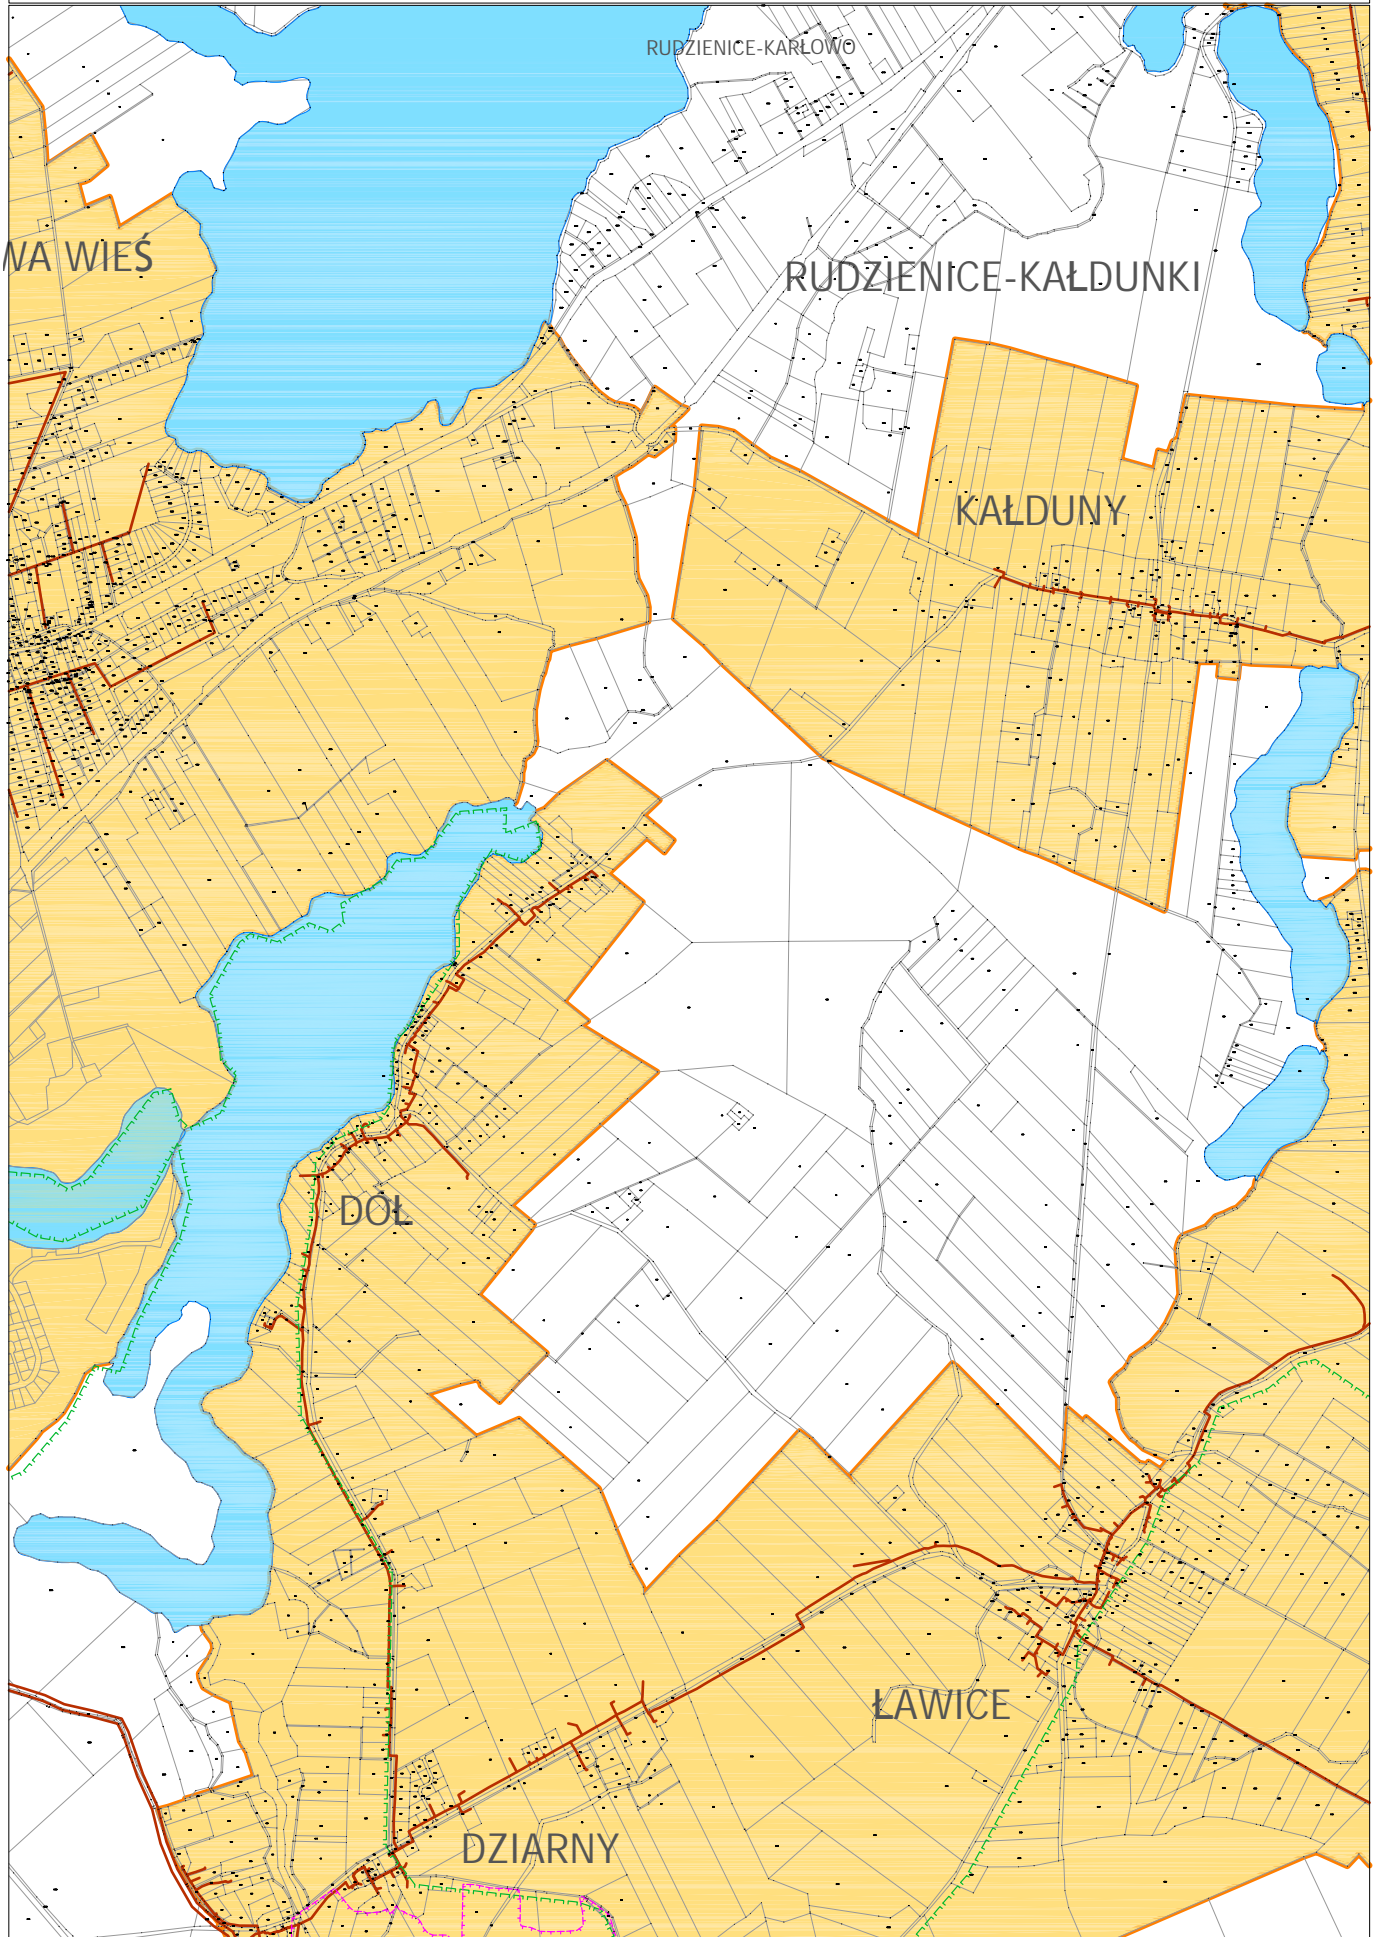 RUDZIENICE-KARŁOWO
WA WIEŚ
RUDZIENICE-KAŁDUNKI
KAŁDUNY
DÓŁ
ŁAWICE
DZIARNY